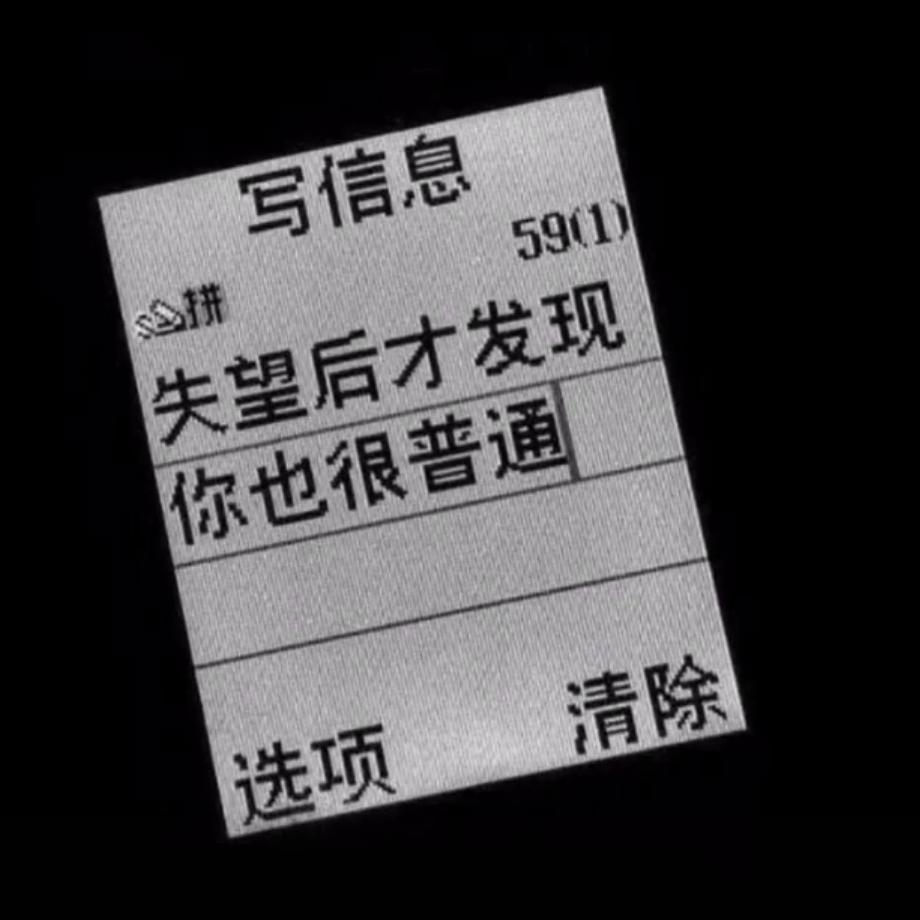 写信息
59(1)
拼
失望后才发现
你也很普通
选项
清除